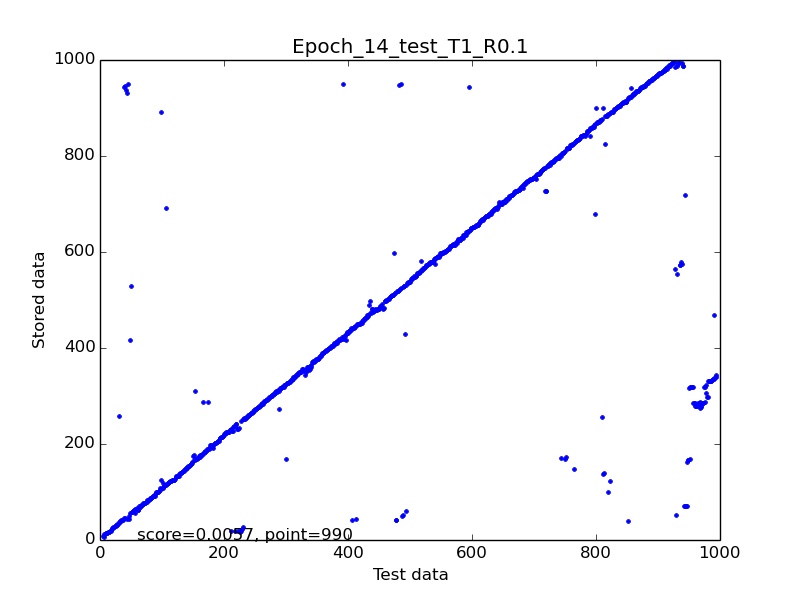 Epoch_14_test_T1_R0.1
1000
800
600
400
200
0
Stored data
score=0.0057, point=990
0 200 400 600 800 1000
Test data